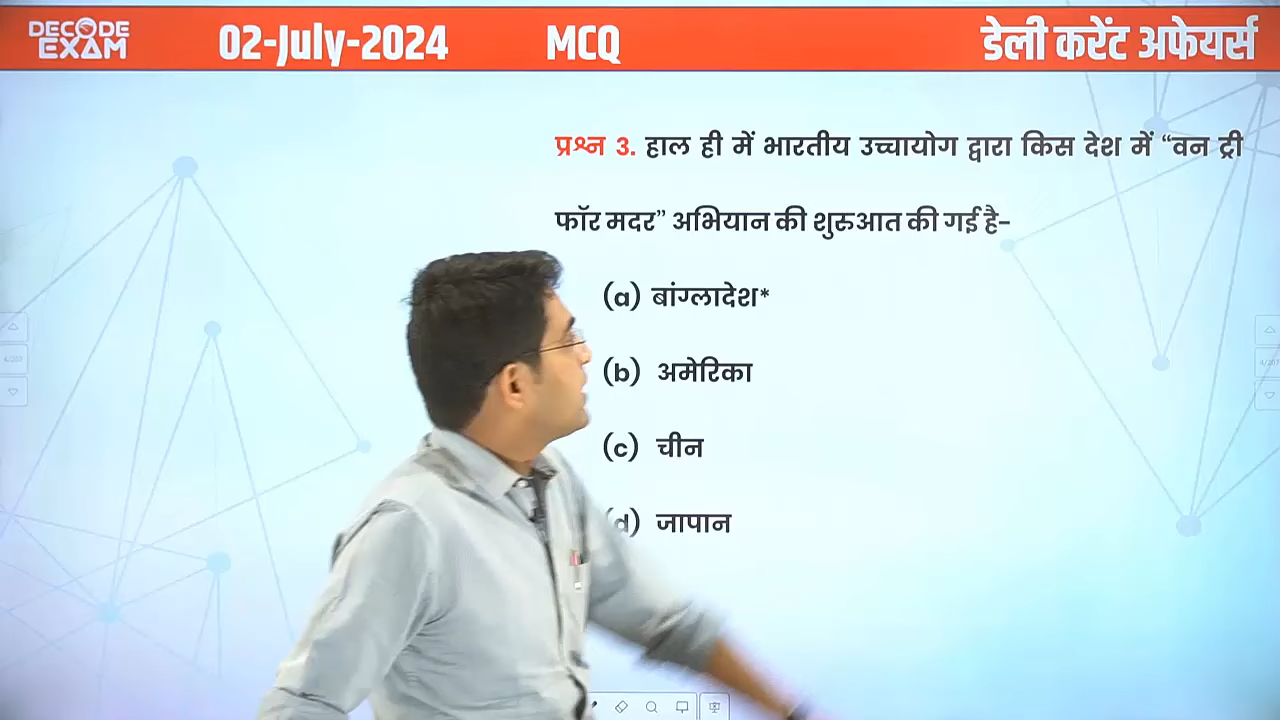 DECODE
EXAM
02-July-2024 MCQ डेली करेंट अफेयर्स
प्रश्न 3. हाल ही में भारतीय उच्चायोग द्वारा किस देश में “वन ट्री
फॉर मदर” अभियान की शुरुआत की गई है-
(a) बांग्लादेश*
(b) अमेरिका
(c) चीन
(d) जापान